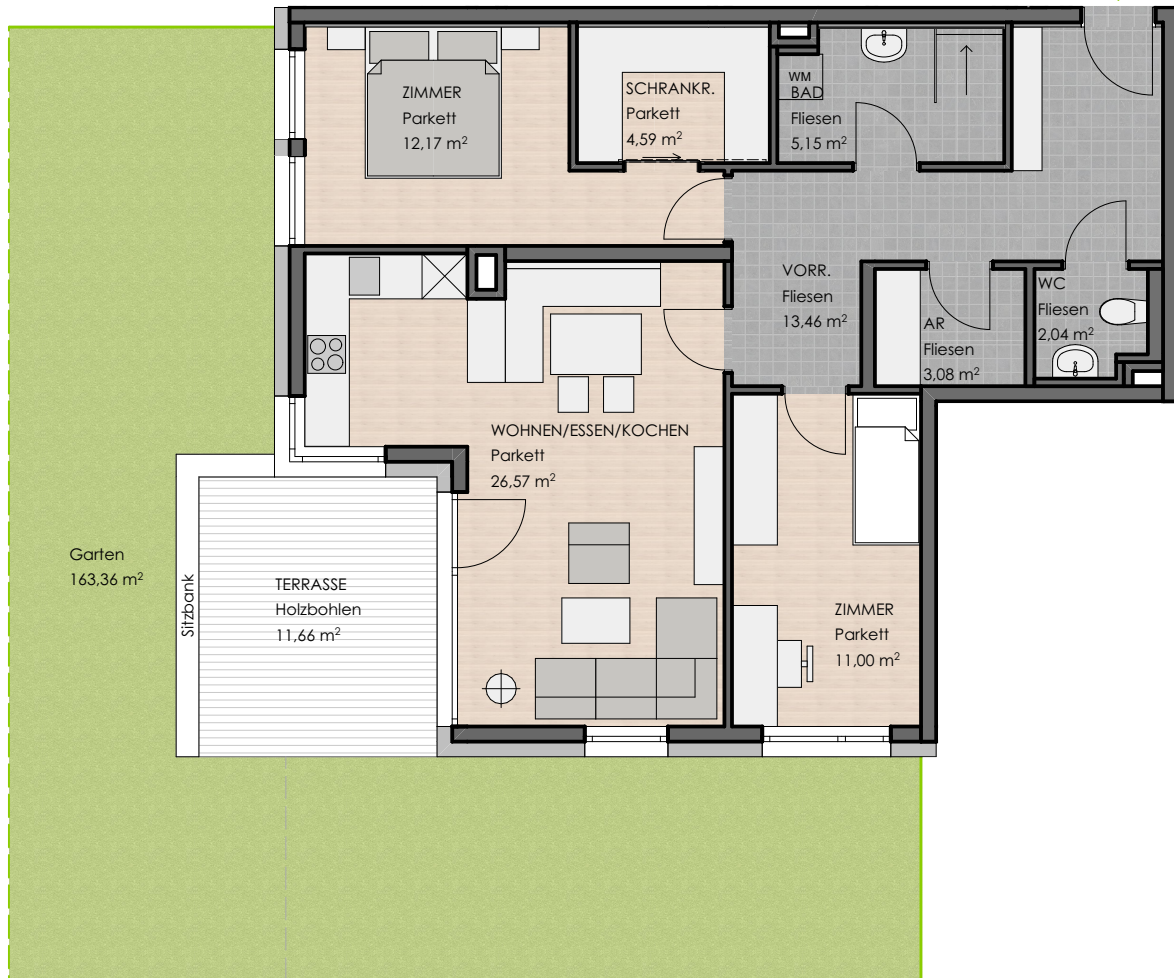 ZIMMER
Parkett
12,17 m²
SCHRANKR.
Parkett
4,59 m²
WM
BAD
Fliesen
5,15 m²
VORR.
Fliesen
13,46 m²
AR
Fliesen
3,08 m²
WC
Fliesen
2,04 m²
WOHNEN/ESSEN/KOCHEN
Parkett
26,57 m²
Garten
163,36 m²
Sitzbank
TERRASSE
Holzbohlen
11,66 m²
ZIMMER
Parkett
11,00 m²